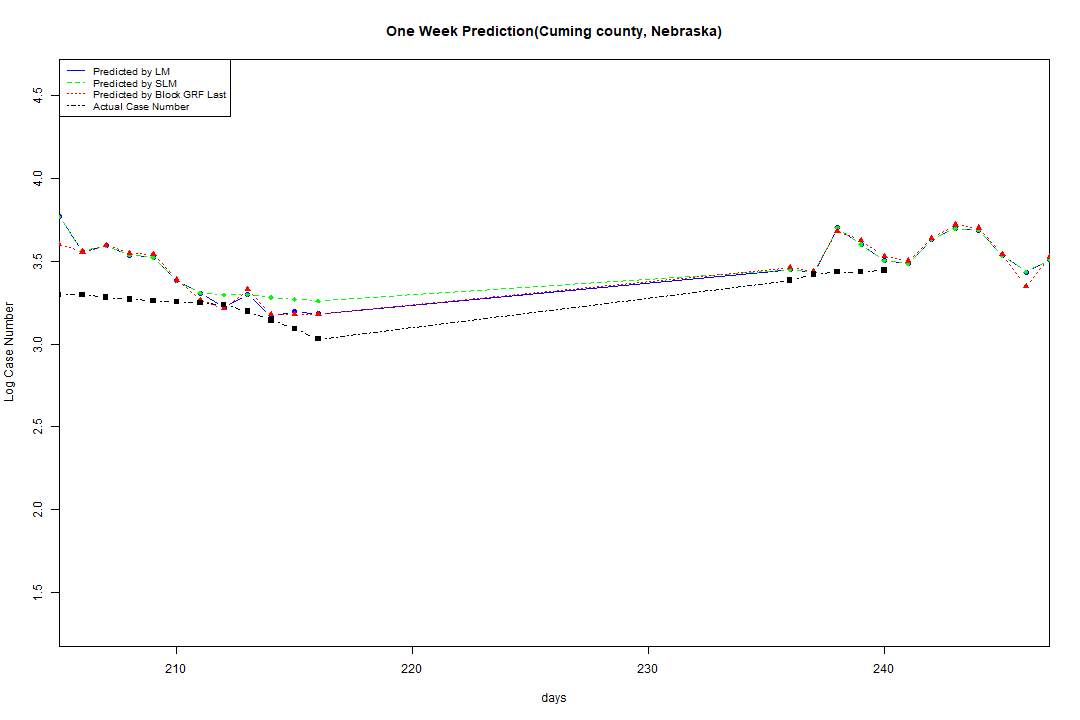 One Week Prediction(Cuming county, Nebraska)
Predicted by LM
Predicted by SLM
Predicted by Block GRF Last
Actual Case Number
4.5
4.0
3.5
3.0
2.5
2.0
1.5
Log Case Number
210
220
230
240
days